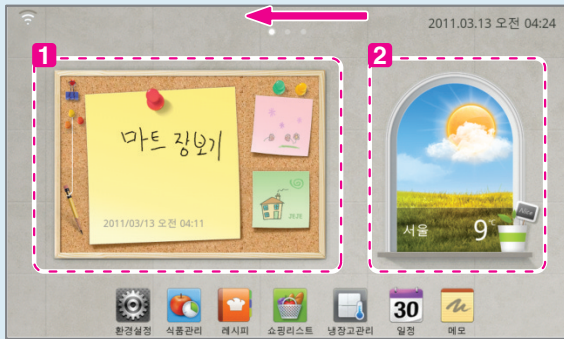 2011.03.13 오전 04:24
1
2
마트 장보기
2011/03/13 오전 04:11
서울 9°
환경설정 식품관리 레시피 쇼핑리스트 냉장고관리 일정 메모
30